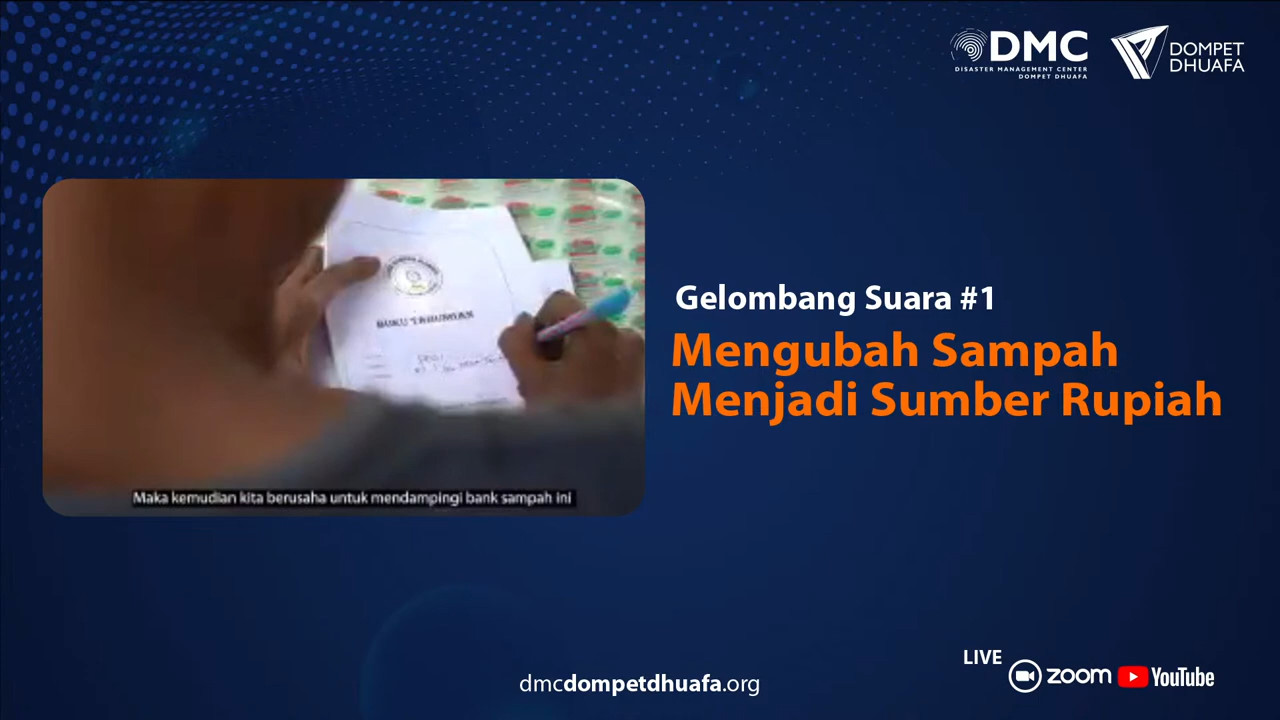 DMC
DISASTER MANAGEMENT CENTER
DOMPET DHUAFA
DOMPET
DHUAFA
BUKU TABUNGAN
Maka kemudian kita berusaha untuk mendampingi bank sampah ini
Gelombang Suara #1
Mengubah Sampah
Menjadi Sumber Rupiah
dmcdompetdhuafa.org
LIVE
zoom
YouTube